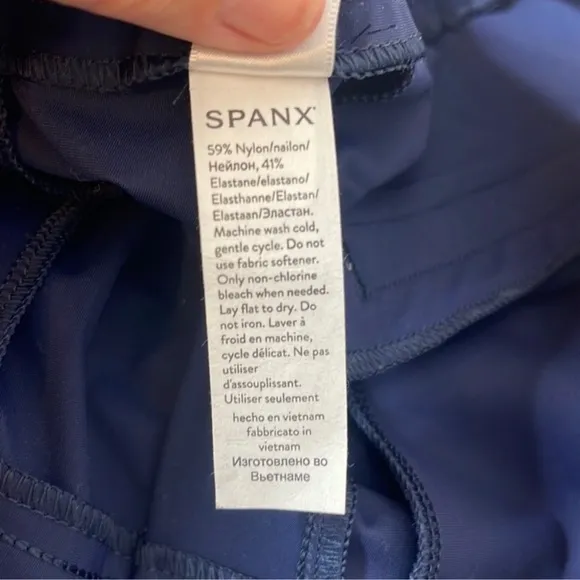 SPANX
59% Nylon/nailon/
Нейлон, 41%
Elastane/elastano/
Elasthanne/Elastan/
Elastaan/Эластан.
Machine wash cold,
gentle cycle. Do not
use fabric softener.
Only non-chlorine
bleach when needed.
Lay flat to dry. Do
not iron. Laver à
froid en machine,
cycle délicat. Ne pas
utiliser
d'assouplissant.
Utiliser seulement
hecho en vietnam
fabbricato in
vietnam
Изготовлено во
Вьетнаме